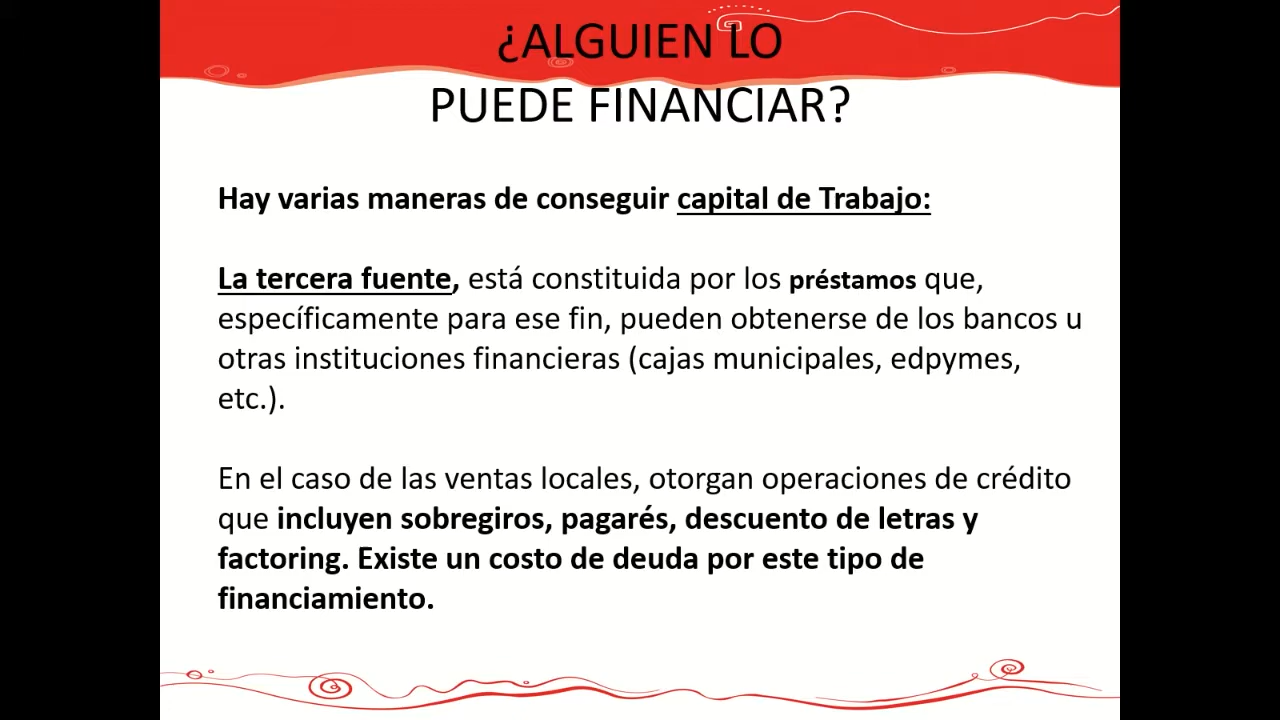 ¿ALGUIEN LO
PUEDE FINANCIAR?
Hay varias maneras de conseguir capital de Trabajo:
La tercera fuente, está constituida por los préstamos que,
específicamente para ese fin, pueden obtenerse de los bancos u
otras instituciones financieras (cajas municipales, edpymes,
etc.).
En el caso de las ventas locales, otorgan operaciones de crédito
que incluyen sobregiros, pagarés, descuento de letras y
factoring. Existe un costo de deuda por este tipo de
financiamiento.